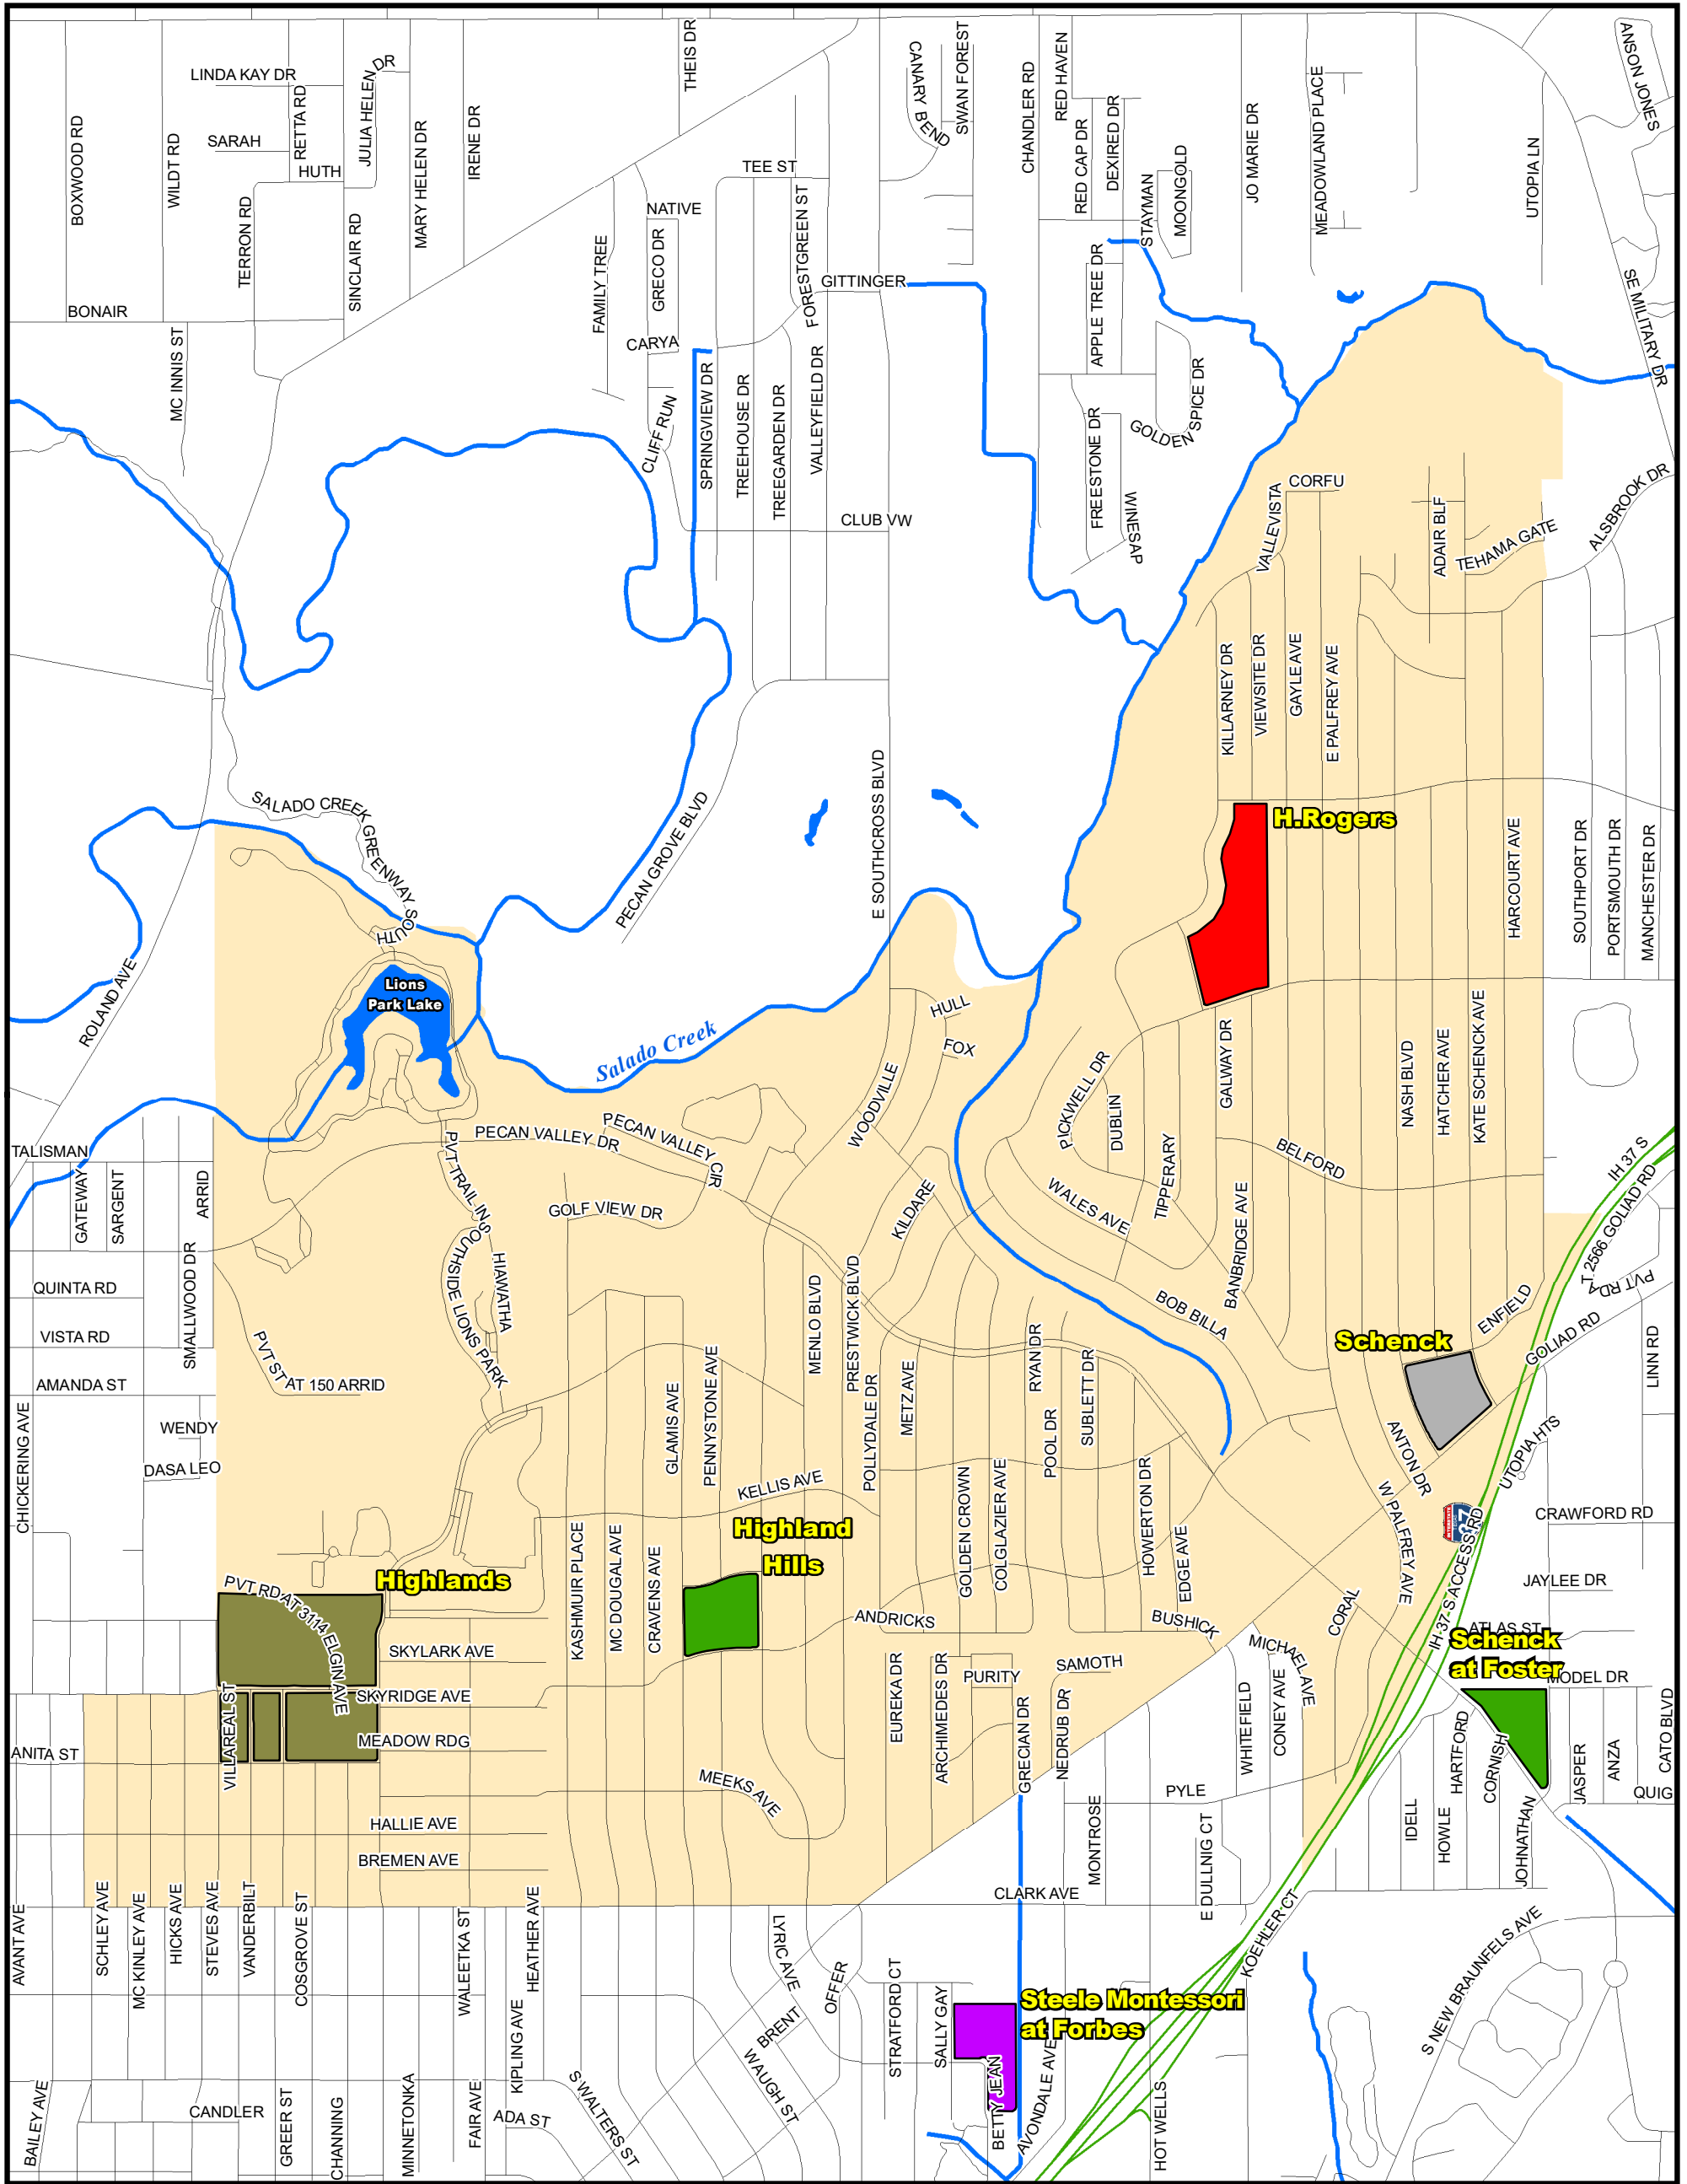 THEIS DR
CANARY BEND
SWAN FOREST
CHANDLER RD
RED HAVEN
ANSON JONES
LINDA KAY DR
JULIA HELEN DR
BOXWOOD RD
WILDT RD
RETTA RD
SARAH
HUTH
MARY HELEN DR
IRENE DR
TEE ST
RED CAP DR
DEXIRED DR
STAYMAN
MOONGOLD
JO MARIE DR
MEADOWLAND PLACE
UTOPIA LN
TERRON RD
SINCLAIR RD
NATIVE
FAMILY TREE
GRECO DR
FORESTGREEN ST
GITTINGER
APPLE TREE DR
SE MILITARY DR
BONAIR
MC INNIS ST
CARYA
SPRINGVIEW DR
TREEHOUSE DR
TREEGARDEN DR
VALLEYFIELD DR
CLIFF RUN
FREESTONE DR
GOLDEN SPICE DR
WINESAP
CLUB VW
CORFU
VALLEVISTA
ADAIR BLF
TEHAMA GATE
ALSBROOK DR
KILLARNEY DR
VIEWSITE DR
GAYLE AVE
E PALFREY AVE
SALADO CREEK GREENWAY SOUTH
PECAN GROVE BLVD
E SOUTHCROSS BLVD
H.Rogers
HARCOURT AVE
SOUTHPORT DR
PORTSMOUTH DR
MANCHESTER DR
ROLAND AVE
Lions
Park Lake
Salado Creek
HULL
FOX
WOODVILLE
PICKWELL DR
DUBLIN
GALWAY DR
NASH BLVD
HATCHER AVE
KATE SCHENCK AVE
TALISMAN
PECAN VALLEY DR
PECAN VALLEY CIR
PVT TRAIL IN SOUTHSIDE LIONS PARK
BELFORD
IH 37 S
GATEWAY
SARGENT
ARRID
GOLF VIEW DR
KILDARE
WALES AVE
TIPPERARY
BANBRIDGE AVE
T 2566 GOLIAD RD
PVT RD A
QUINTA RD
SMALLWOOD DR
HIAWATHA
MENLO BLVD
PRESTWICK BLVD
BOB BILLA
ENFIELD
GOLIAD RD
VISTA RD
PVT ST AT 150 ARRID
Schenck
LINN RD
AMANDA ST
CHICKERING AVE
WENDY
DASA LEO
GLAMIS AVE
PENNYSTONE AVE
POLLYDALE DR
METZ AVE
RYAN DR
POOL DR
SUBLETT DR
ANTON DR
UTOPIA HTS
KELLIS AVE
GOLDEN CROWN
COLGLAZIER AVE
HOWERTON DR
EDGE AVE
W PALFREY AVE
37
CRAWFORD RD
Highland
Hills
KASHMUIR PLACE
MC DOUGAL AVE
CRAVENS AVE
Highlands
PVT RD AT 3114 ELGIN AVE
JAYLEE DR
CORAL
IH 37 S ACCESS RD
ANDRICKS
BUSHICK
MICHAEL AVE
ATLAS ST
Schenck
at Foster
SKYLARK AVE
SAMOTH
PURITY
MODEL DR
SKYRIDGE AVE
VILLAREAL ST
EUREKA DR
ARCHIMEDES DR
GRECIAN DR
NEDRUB DR
WHITEFIELD
CONEY AVE
HARTFORD
CORNISH
JASPER
ANZA
CATO BLVD
ANITA ST
MEADOW RDG
MEEKS AVE
PYLE
QUIG
HALLIE AVE
MONTROSE
E DULLNIG CT
IDELL
HOWLE
JOHNATHAN
BREMEN AVE
CLARK AVE
AVANT AVE
SCHLEY AVE
MC KINLEY AVE
HICKS AVE
STEVES AVE
VANDERBILT
COSGROVE ST
WALEETKA ST
HEATHER AVE
LYRIC AVE
OFFER
STRATFORD CT
SALLY GAY
KOEHLER CT
S NEW BRAUNFELS AVE
Steele Montessori
at Forbes
KIPLING AVE
BRENT
WAUGH ST
BETTY JEAN
AVONDALE AVE
HOT WELLS
BAILEY AVE
CANDLER
GREER ST
CHANNING
MINNETONKA
FAIR AVE
ADA ST
S WALTERS ST